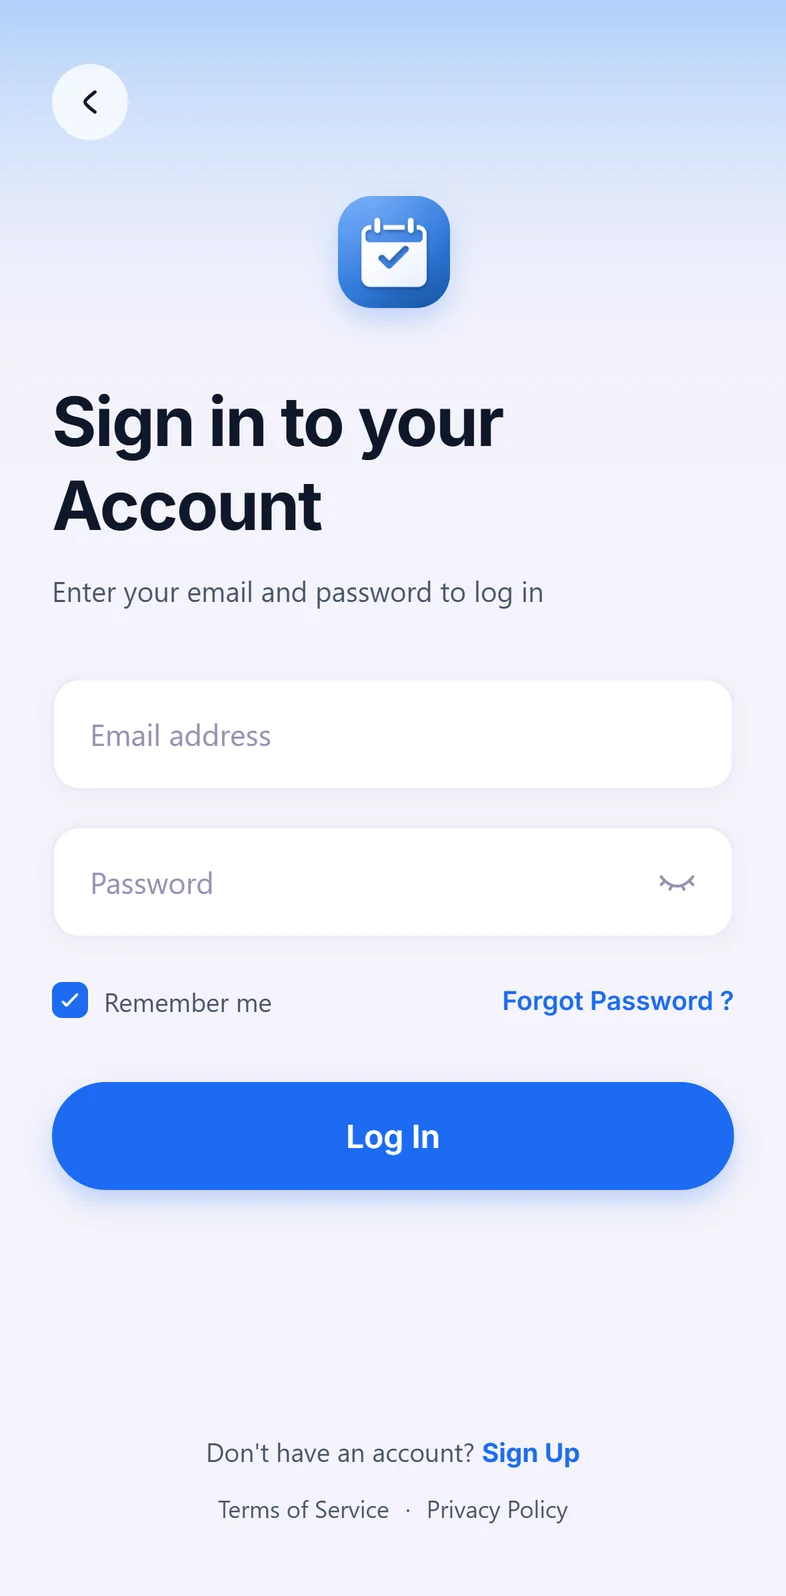 Sign in to your
Account
Enter your email and password to log in
Email address
Password
Remember me
Forgot Password ?
Log In
Don't have an account? Sign Up
Terms of Service · Privacy Policy